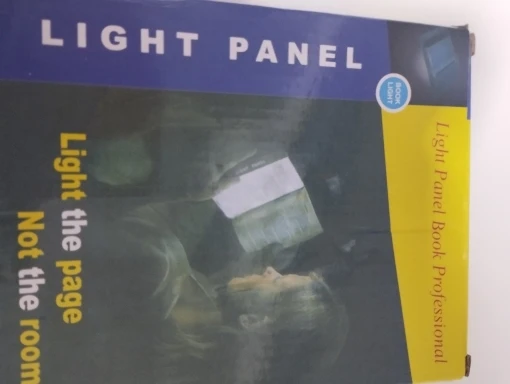 LIGHT PANEL
BOOK
LIGHT
Light Panel Book Professional
Light the page
Not the room